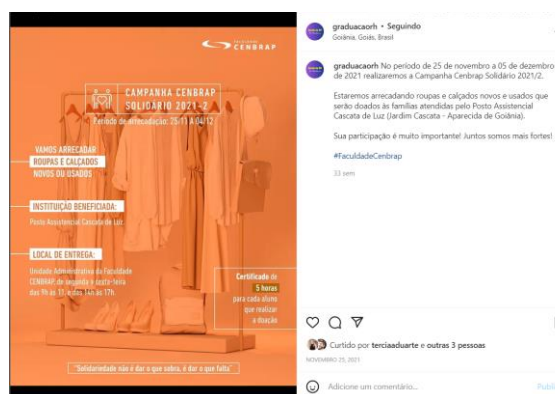 FACULDADE
CENBRAP
CAMPANHA CENBRAP
SOLIDÁRIO 2021-2
Período de arrecadação: 25/11 A 04/12
VAMOS ARRECADAR
ROUPAS E CALÇADOS
NOVOS OU USADOS
INSTITUIÇÃO BENEFICIADA:
Posto Assistencial Cascata de Luz
LOCAL DE ENTREGA:
Unidade Administrativa da Faculdade
CENBRAP, de segunda a sexta-feira
das 9h às 11, e das 14h às 17h.
Certificado de
5 horas
para cada aluno
que realizar
a doação
"Solidariedade não é dar o que sobra, é dar o que falta"
graduacaorh • Seguindo
Goiânia, Goiás, Brasil
graduacaorh No período de 25 de novembro a 05 de dezembro
de 2021 realizaremos a Campanha Cenbrap Solidário 2021/2.
Estaremos arrecadando roupas e calçados novos e usados que
serão doados às famílias atendidas pelo Posto Assistencial
Cascata de Luz (Jardim Cascata - Aparecida de Goiânia).
Sua participação é muito importante! Juntos somos mais fortes!
#FaculdadeCenbrap
33 sem
Curtido por terciaaduarte e outras 3 pessoas
NOVEMBRO 25, 2021
Adicione um comentário...